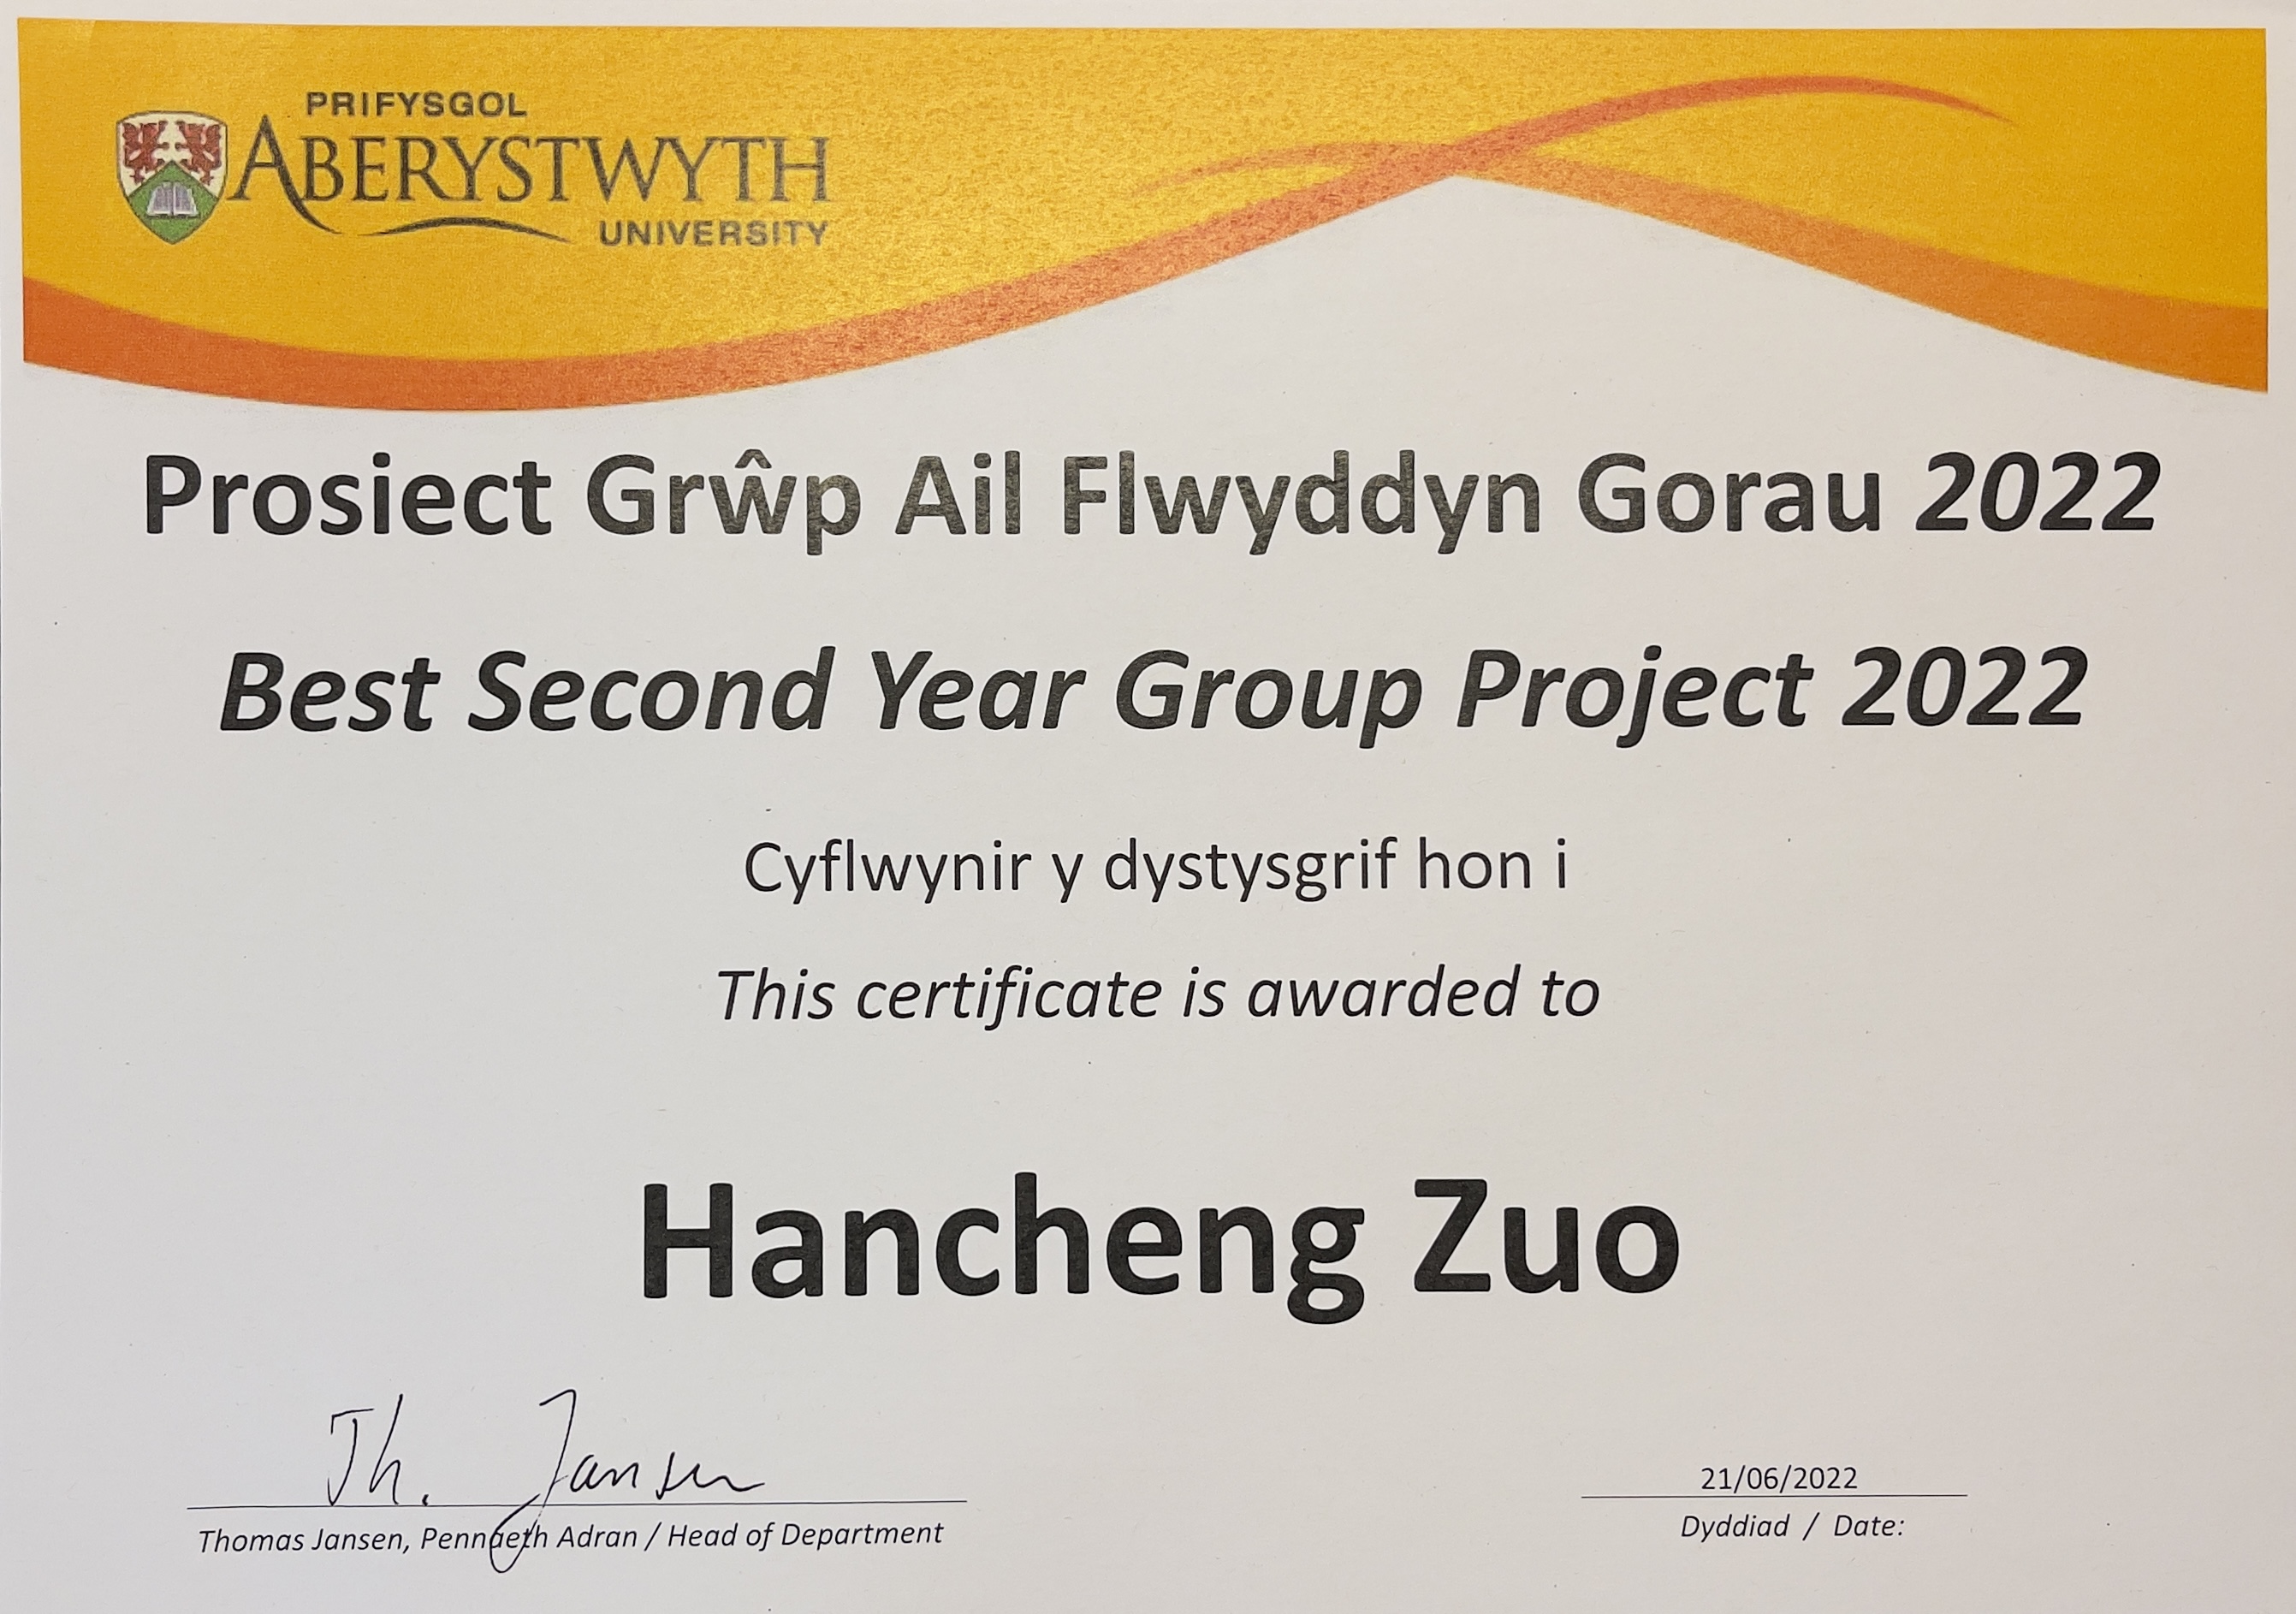 PRIFYSGOL
ABERYSTWYTH
UNIVERSITY
Prosiect Grŵp Ail Flwyddyn Gorau 2022
Best Second Year Group Project 2022
Cyflwynir y dystysgrif hon i
This certificate is awarded to
Hancheng Zuo
Th. Jansen
21/06/2022
Thomas Jansen, Pennaeth Adran / Head of Department
Dyddiad / Date: